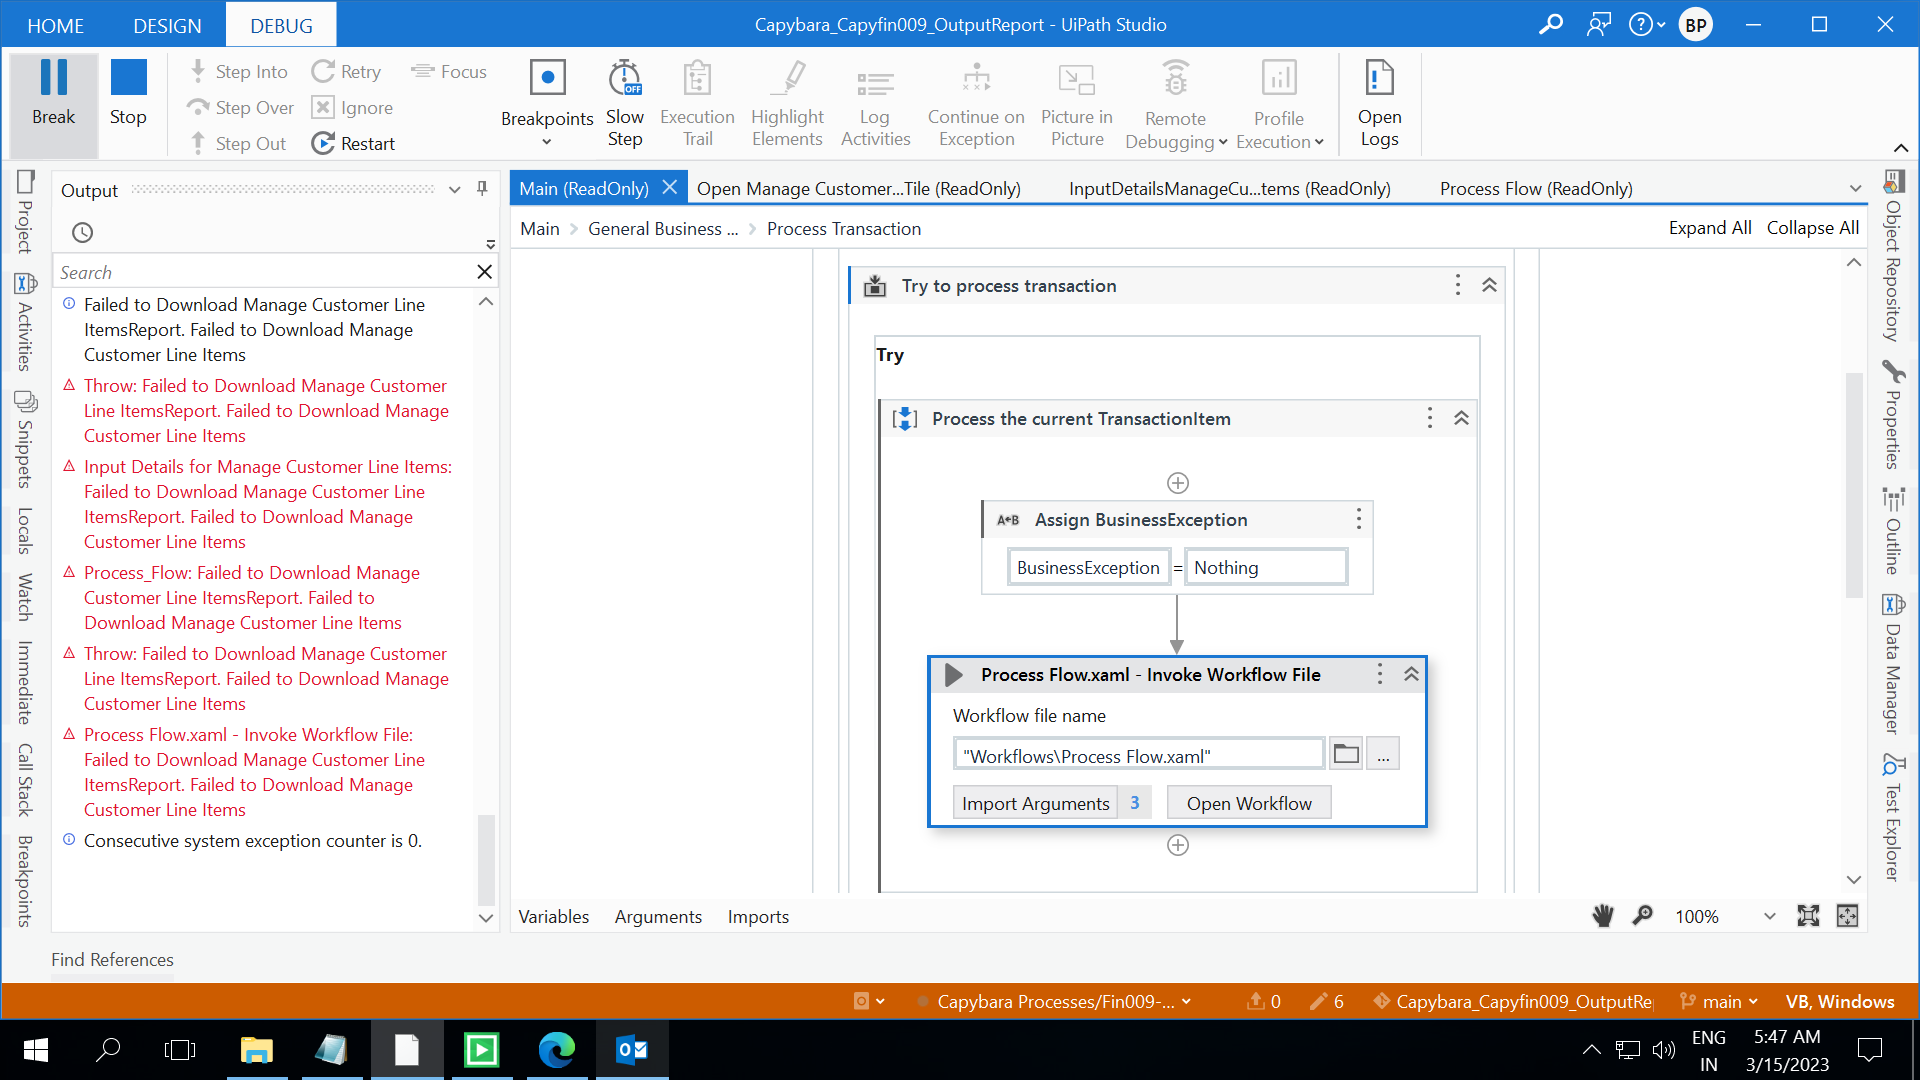 HOME DESIGN DEBUG
Capybara_Capyfin009_OutputReport - UiPath Studio
BP
Break
Stop
Step Into
Step Over
Step Out
Retry
Ignore
Restart
Focus
Breakpoints
OFF
Slow
Step
Execution
Trail
Highlight
Elements
Log
Activities
Continue on
Exception
Picture in
Picture
Remote
Debugging
Profile
Execution
Open
Logs
Project
Activities
Snippets
Locals
Watch
Immediate
Call Stack
Breakpoints
Output
Search
Failed to Download Manage Customer Line
ItemsReport. Failed to Download Manage
Customer Line Items
Throw: Failed to Download Manage Customer
Line ItemsReport. Failed to Download Manage
Customer Line Items
Input Details for Manage Customer Line Items:
Failed to Download Manage Customer Line
ItemsReport. Failed to Download Manage
Customer Line Items
Process_Flow: Failed to Download Manage
Customer Line ItemsReport. Failed to
Download Manage Customer Line Items
Throw: Failed to Download Manage Customer
Line ItemsReport. Failed to Download Manage
Customer Line Items
Process Flow.xaml - Invoke Workflow File:
Failed to Download Manage Customer Line
ItemsReport. Failed to Download Manage
Customer Line Items
Consecutive system exception counter is 0.
Find References
Main (ReadOnly) Open Manage Customer...Tile (ReadOnly) InputDetailsManageCu...tems (ReadOnly) Process Flow (ReadOnly)
Main General Business ... Process Transaction
Expand All Collapse All
Try to process transaction
Try
Process the current TransactionItem
A←B Assign BusinessException
BusinessException = Nothing
Process Flow.xaml - Invoke Workflow File
Workflow file name
"Workflows\Process Flow.xaml" ...
Import Arguments 3 Open Workflow
Variables Arguments Imports
100%
Object Repository
Properties
Outline
Data Manager
Test Explorer
Capybara Processes/Fin009-... 0 6 Capybara_Capyfin009_OutputRe main VB, Windows
ENG
IN
5:47 AM
3/15/2023